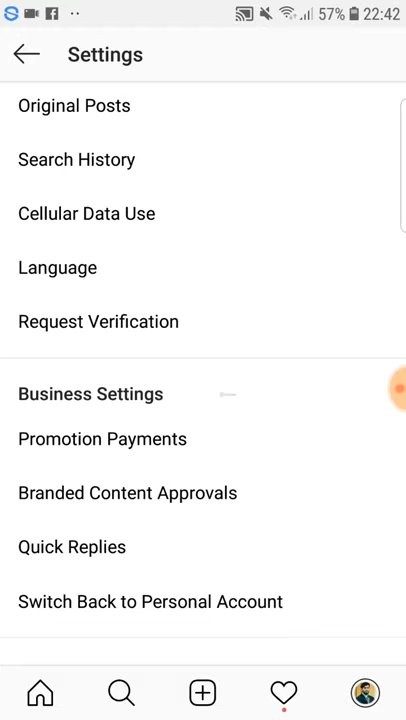 57% 22:42
Settings
Original Posts
Search History
Cellular Data Use
Language
Request Verification
Business Settings
Promotion Payments
Branded Content Approvals
Quick Replies
Switch Back to Personal Account